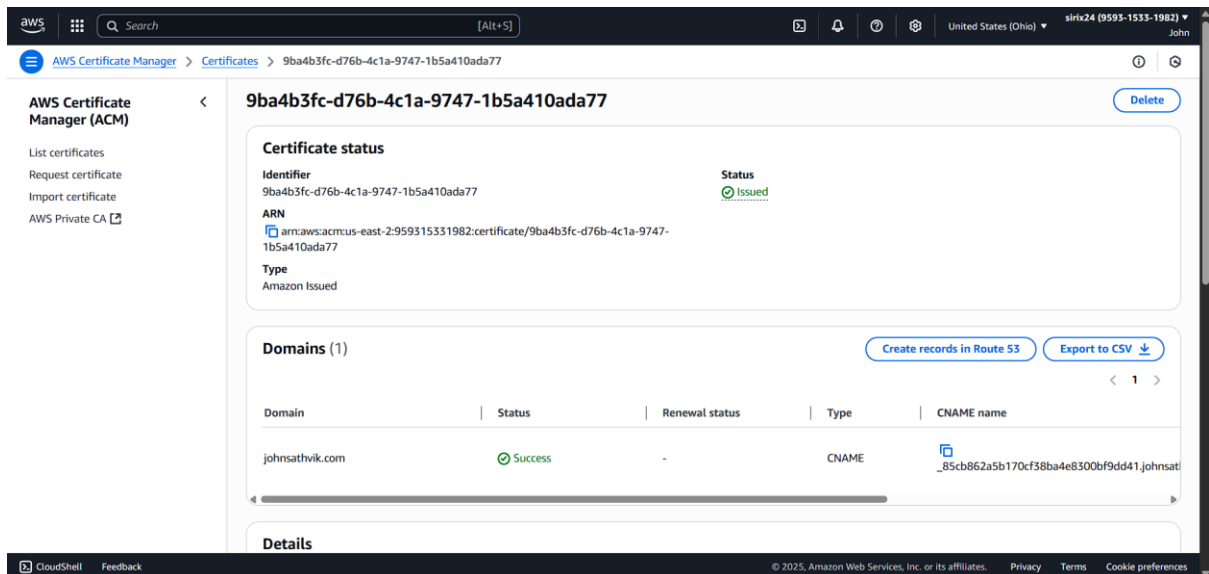 aws
Search [Alt+S]
United States (Ohio) ▼
sirix24 (9593-1533-1982) ▼
John
AWS Certificate Manager > Certificates > 9ba4b3fc-d76b-4c1a-9747-1b5a410ada77
AWS Certificate
Manager (ACM)
List certificates
Request certificate
Import certificate
AWS Private CA
9ba4b3fc-d76b-4c1a-9747-1b5a410ada77
Delete
Certificate status
Identifier
9ba4b3fc-d76b-4c1a-9747-1b5a410ada77
Status
Issued
ARN
arn:aws:acm:us-east-2:959315331982:certificate/9ba4b3fc-d76b-4c1a-9747-
1b5a410ada77
Type
Amazon Issued
Domains (1)
Create records in Route 53
Export to CSV
< 1 >
Domain Status Renewal status Type CNAME name
johnsathvik.com Success - CNAME
_85cb862a5b170cf38ba4e8300bf9dd41.johnsat
Details
CloudShell Feedback
© 2025, Amazon Web Services, Inc. or its affiliates. Privacy Terms Cookie preferences